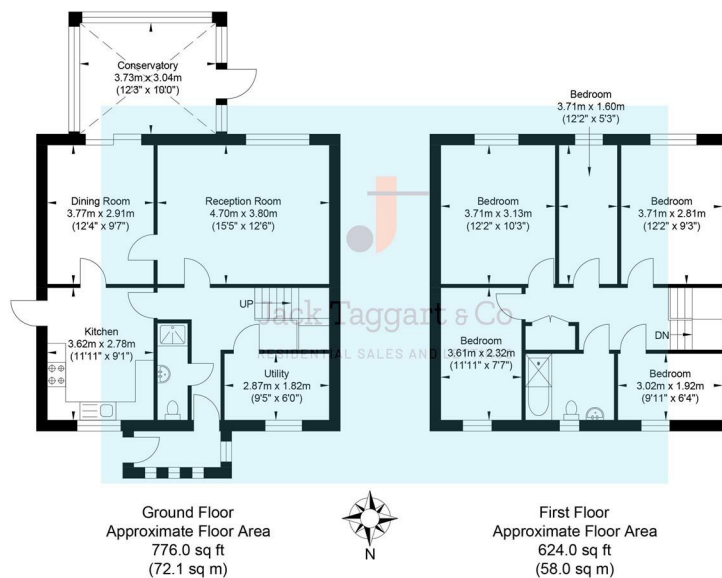 Conservatory
3.73m x 3.04m
(12'3" x 10'0")
Bedroom
3.71m x 1.60m
(12'2" x 5'3")
Dining Room
3.77m x 2.91m
(12'4" x 9'7")
Reception Room
4.70m x 3.80m
(15'5" x 12'6")
Bedroom
3.71m x 3.13m
(12'2" x 10'3")
Bedroom
3.71m x 2.81m
(12'2" x 9'3")
UP
Kitchen
3.62m x 2.78m
(11'11" x 9'1")
Utility
2.87m x 1.82m
(9'5" x 6'0")
Jack Taggart & Co
RESIDENTIAL SALES AND
Bedroom
3.61m x 2.32m
(11'11" x 7'7")
DN
Bedroom
3.02m x 1.92m
(9'11" x 6'4")
Ground Floor
Approximate Floor Area
776.0 sq ft
(72.1 sq m)
N
First Floor
Approximate Floor Area
624.0 sq ft
(58.0 sq m)